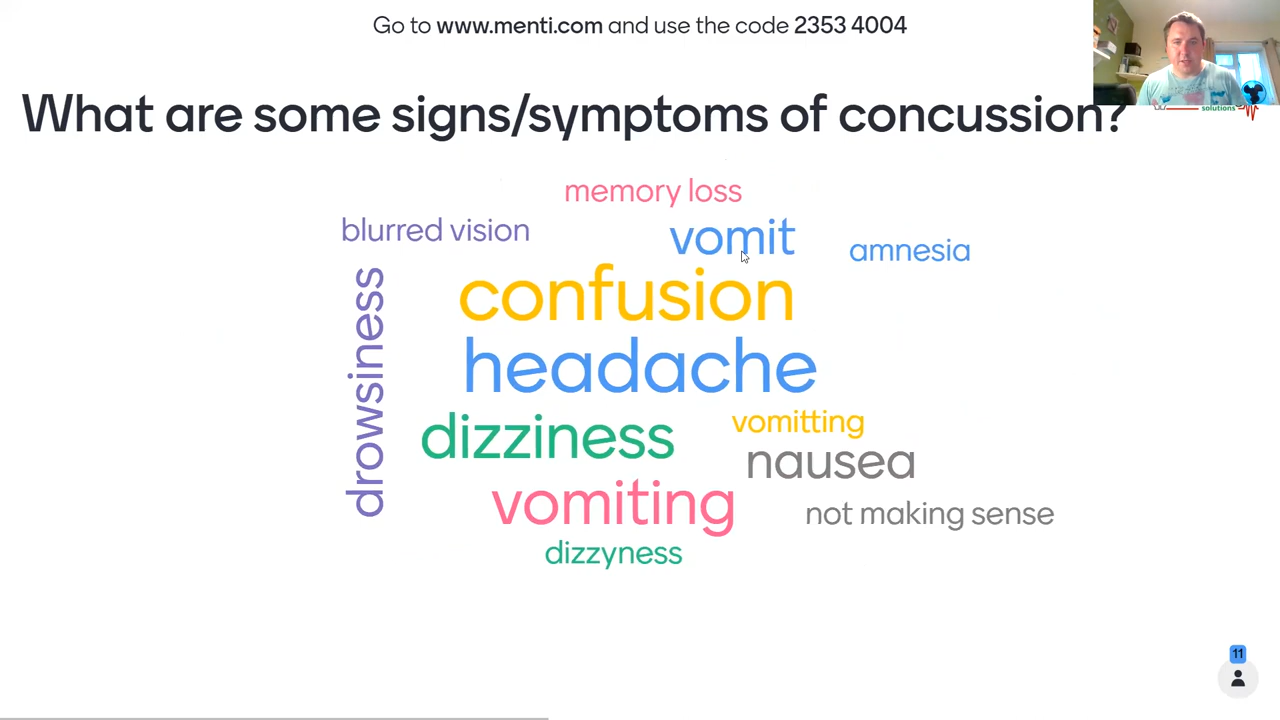 Go to www.menti.com and use the code 2353 4004
solutions
What are some signs/symptoms of concussion?
memory loss
blurred vision
vomit
amnesia
confusion
drowsiness
headache
dizziness
vomitting
nausea
vomiting
not making sense
dizzyness
11